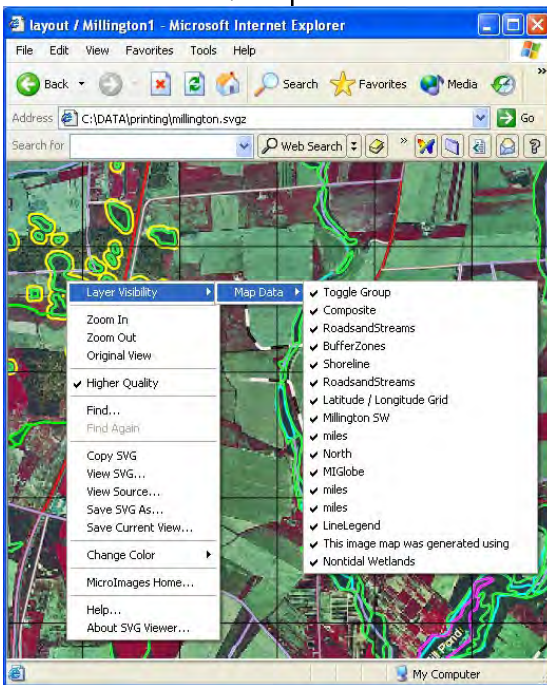 layout / Millington1 - Microsoft Internet Explorer
File Edit View Favorites Tools Help
Back Search Favorites Media »
Address C:\DATA\printing\millington.svgz Go
Search for Web Search »
Layer Visibility
Zoom In
Zoom Out
Original View
Higher Quality
Find...
Find Again
Copy SVG
View SVG...
View Source...
Save SVG As...
Save Current View...
Change Color
MicroImages Home...
Help...
About SVG Viewer...
Map Data
Toggle Group
Composite
RoadsandStreams
BufferZones
Shoreline
RoadsandStreams
Latitude / Longitude Grid
Millington SW
miles
North
MIGlobe
miles
miles
LineLegend
This image map was generated using
Nontidal Wetlands
Pond
My Computer